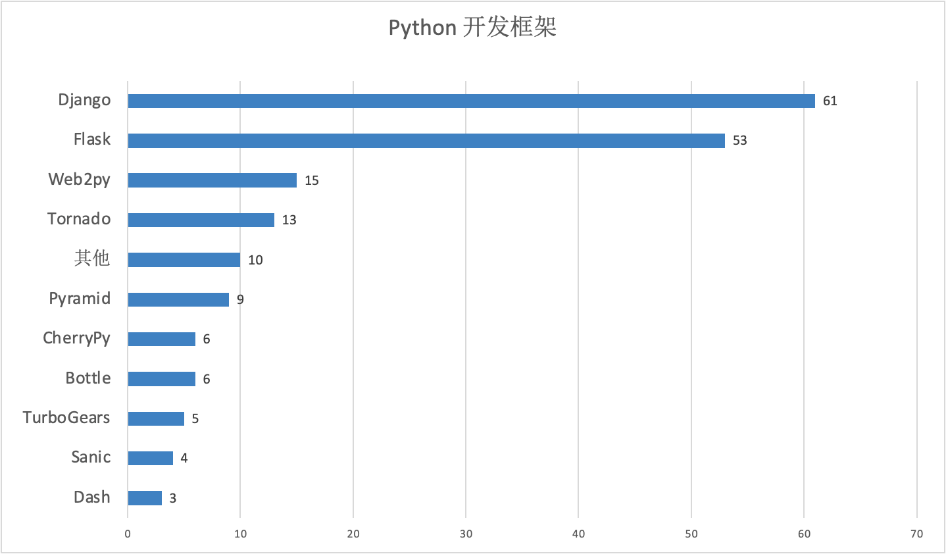 Python 开发框架
Django 61
Flask 53
Web2py 15
Tornado 13
其他 10
Pyramid 9
CherryPy 6
Bottle 6
TurboGears 5
Sanic 4
Dash 3
0 10 20 30 40 50 60 70